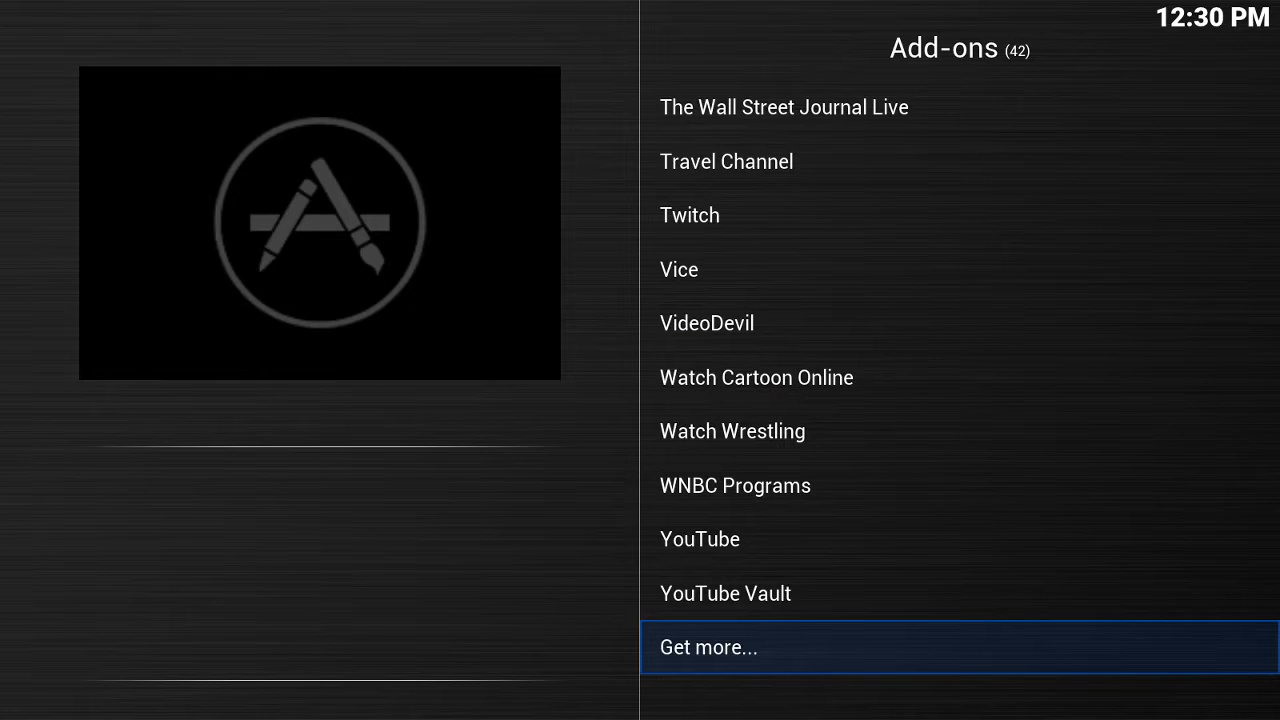 12:30 PM
Add-ons (42)
The Wall Street Journal Live
Travel Channel
Twitch
Vice
VideoDevil
Watch Cartoon Online
Watch Wrestling
WNBC Programs
YouTube
YouTube Vault
Get more...